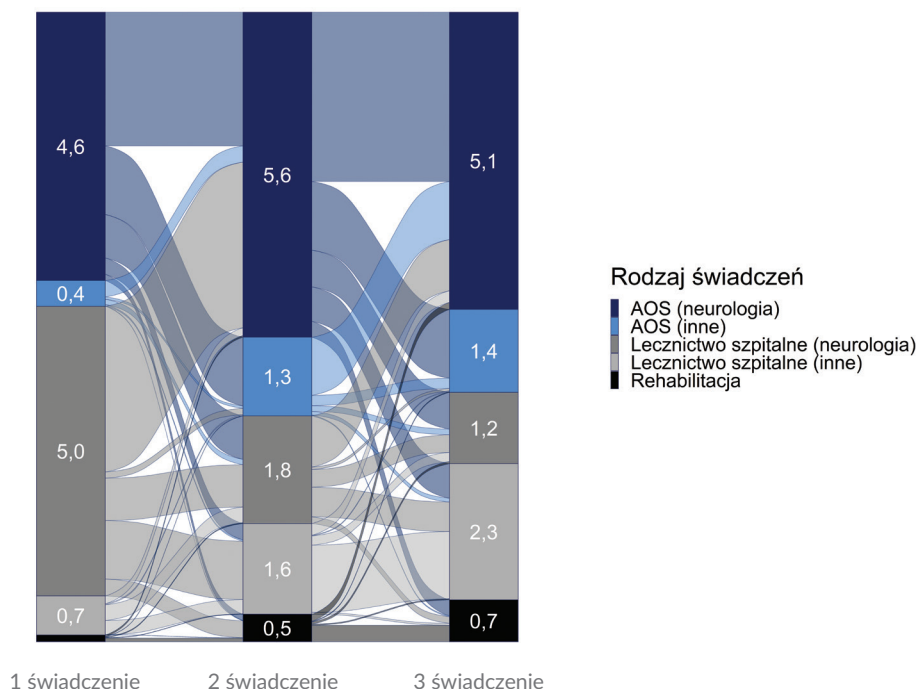 4,6
0,4
5,0
0,7
5,6
1,3
1,8
1,6
0,5
5,1
1,4
1,2
2,3
0,7
Rodzaj świadczeń
AOS (neurologia)
AOS (inne)
Lecznictwo szpitalne (neurologia)
Lecznictwo szpitalne (inne)
Rehabilitacja
1 świadczenie
2 świadczenie
3 świadczenie